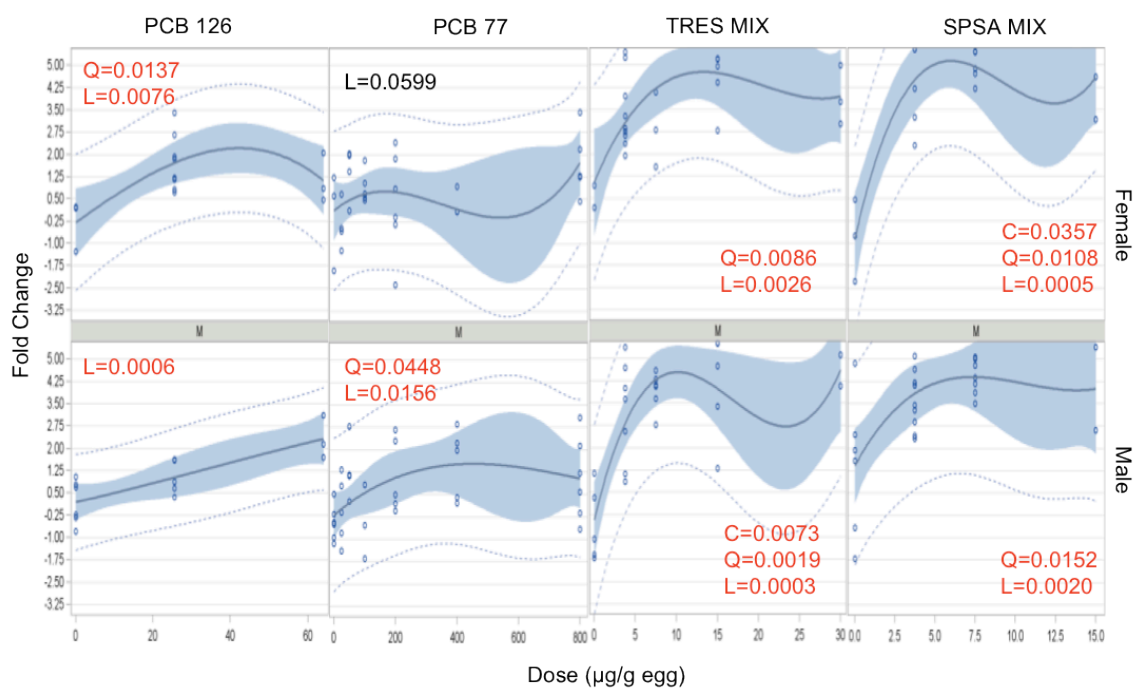 PCB 126 PCB 77 TRES MIX SPSA MIX
5.00
4.25
3.50
2.75
2.00
1.25
0.50
-0.25
-1.00
-1.75
-2.50
-3.25
Q=0.0137
L=0.0076
L=0.0599
Q=0.0086
L=0.0026
C=0.0357
Q=0.0108
L=0.0005
Female
Fold Change
M M M M
5.00
4.25
3.50
2.75
2.00
1.25
0.50
-0.25
-1.00
-1.75
-2.50
-3.25
L=0.0006
Q=0.0448
L=0.0156
C=0.0073
Q=0.0019
L=0.0003
Q=0.0152
L=0.0020
Male
0 20 40 60 0 200 400 600 800 0 5 10 15 20 25 30 0.0 2.5 5.0 7.5 10.0 12.5 15.0
Dose (µg/g egg)